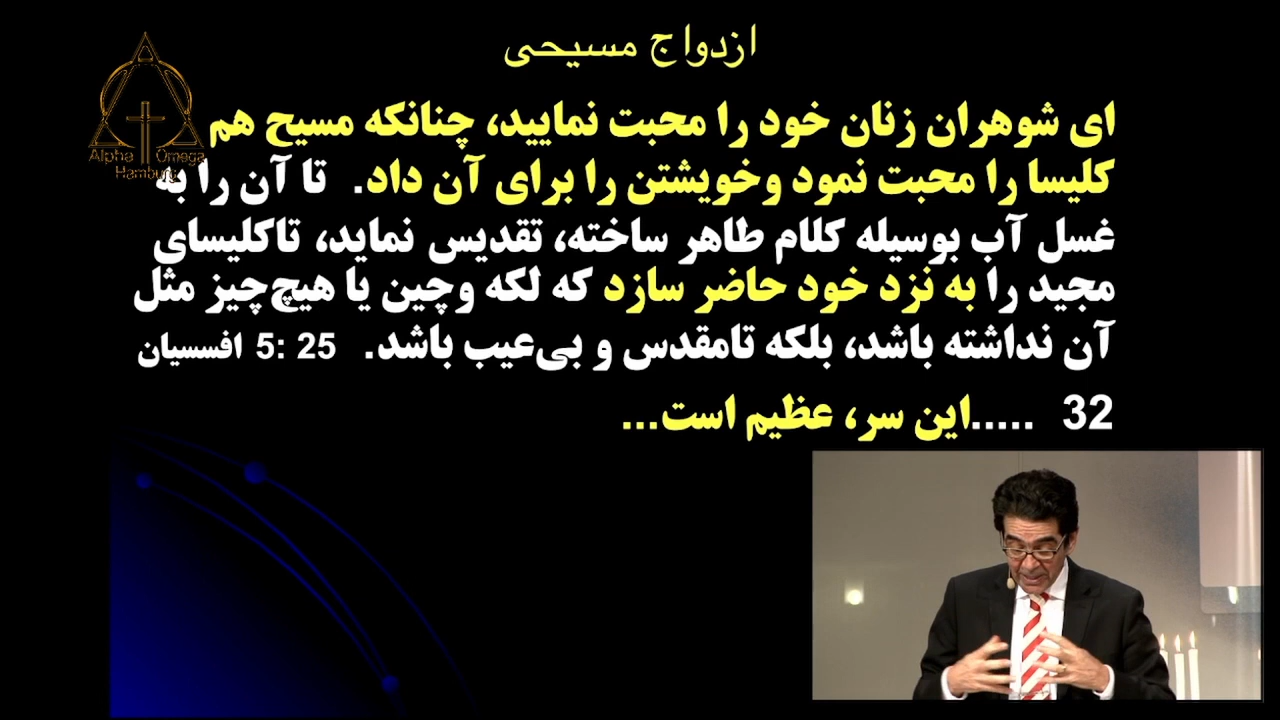 ازدواج مسیحی
ای شوهران زنان خود را محبت نمایید، چنانکه مسیح هم
کلیسا را محبت نمود وخویشتن را برای آن داد. تا آن را به
غسل آب بوسیله کلام طاهر ساخته، تقدیس نماید، تاکلیسای
مجید را به نزد خود حاضر سازد که لکه وچین یا هیچ‌چیز مثل
آن نداشته باشد، بلکه تامقدس و بی‌عیب باشد. افسسیان 5: 25
32 .....این سر، عظیم است...
Alpha Omega
Hamburg